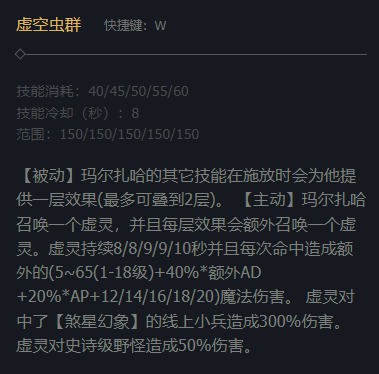 虚空虫群 快捷键：W
技能消耗：40/45/50/55/60
技能冷却（秒）：8
范围：150/150/150/150/150
【被动】玛尔扎哈的其它技能在施放时会为他提
供一层效果(最多可叠到2层)。 【主动】玛尔扎哈
召唤一个虚灵，并且每层效果会额外召唤一个虚
灵。虚灵持续8/8/9/9/10秒并且每次命中造成额
外的(5~65(1-18级)+40%*额外AD
+20%*AP+12/14/16/18/20)魔法伤害。 虚灵对
中了【煞星幻象】的线上小兵造成300%伤害。
虚灵对史诗级野怪造成50%伤害。